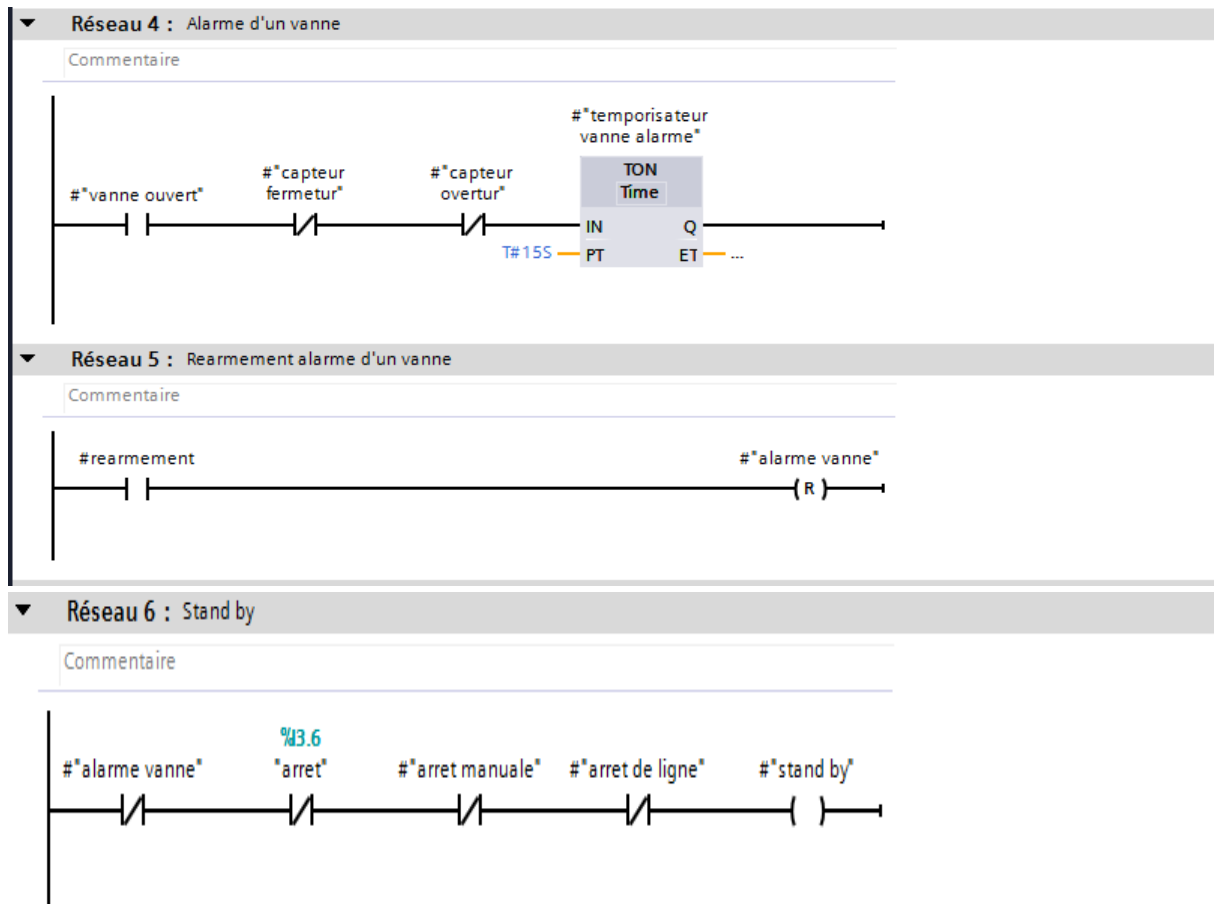 Réseau 4 : Alarme d'un vanne
Commentaire
#"temporisateur
vanne alarme"
TON
Time
#"vanne ouvert"
#"capteur
fermetur"
#"capteur
overtur"
IN
Q
T#15S
PT
ET
...
Réseau 5 : Rearmement alarme d'un vanne
Commentaire
#rearmement
#"alarme vanne"
R
Réseau 6 : Stand by
Commentaire
%I3.6
#"alarme vanne"
"arret"
#"arret manuale"
#"arret de ligne"
#"stand by"